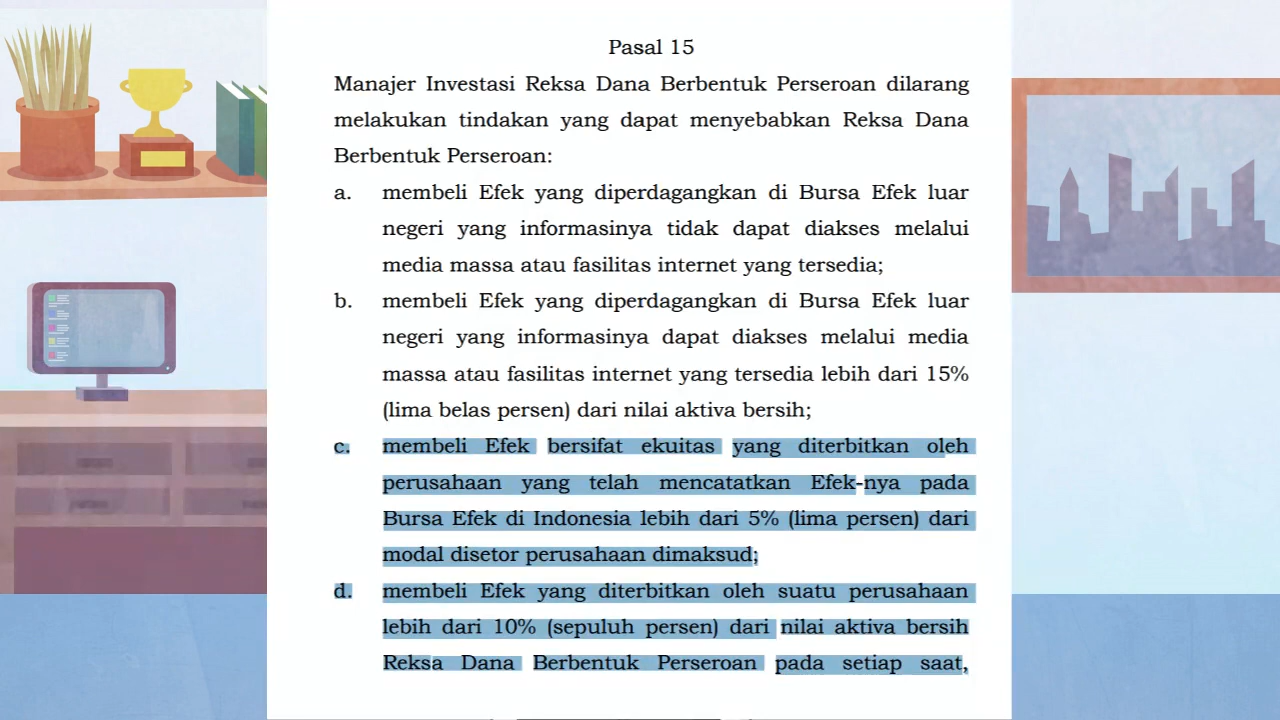 Pasal 15
Manajer Investasi Reksa Dana Berbentuk Perseroan dilarang
melakukan tindakan yang dapat menyebabkan Reksa Dana
Berbentuk Perseroan:
a. membeli Efek yang diperdagangkan di Bursa Efek luar
negeri yang informasinya tidak dapat diakses melalui
media massa atau fasilitas internet yang tersedia;
b. membeli Efek yang diperdagangkan di Bursa Efek luar
negeri yang informasinya dapat diakses melalui media
massa atau fasilitas internet yang tersedia lebih dari 15%
(lima belas persen) dari nilai aktiva bersih;
c. membeli Efek bersifat ekuitas yang diterbitkan oleh
perusahaan yang telah mencatatkan Efek-nya pada
Bursa Efek di Indonesia lebih dari 5% (lima persen) dari
modal disetor perusahaan dimaksud;
d. membeli Efek yang diterbitkan oleh suatu perusahaan
lebih dari 10% (sepuluh persen) dari nilai aktiva bersih
Reksa Dana Berbentuk Perseroan pada setiap saat,